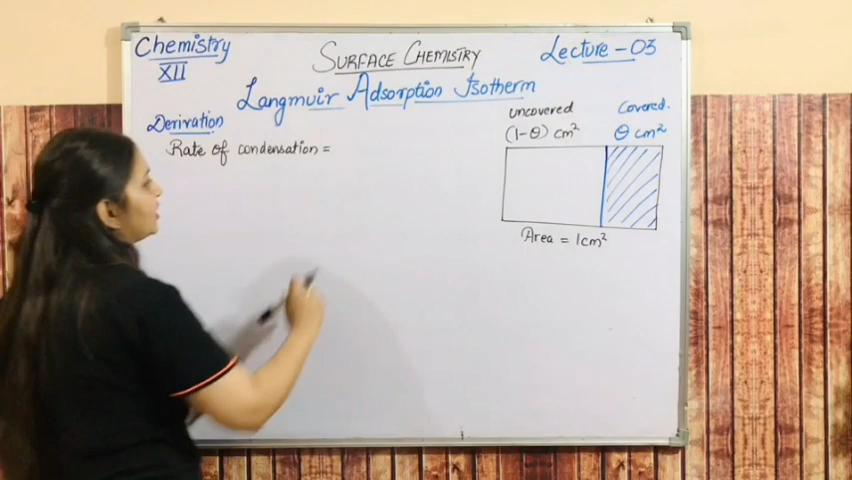 Chemistry
XII
SURFACE CHEMISTRY
Lecture - 03
Langmuir Adsorption Isotherm
Derivation
Rate of condensation =
uncovered
(1-θ) cm²
Covered.
θ cm²
Area = 1cm²